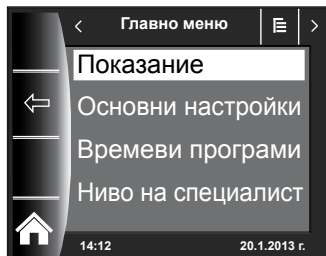 Главно меню
Показание
Основни настройки
Времеви програми
Ниво на специалист
14:12 20.1.2013 г.